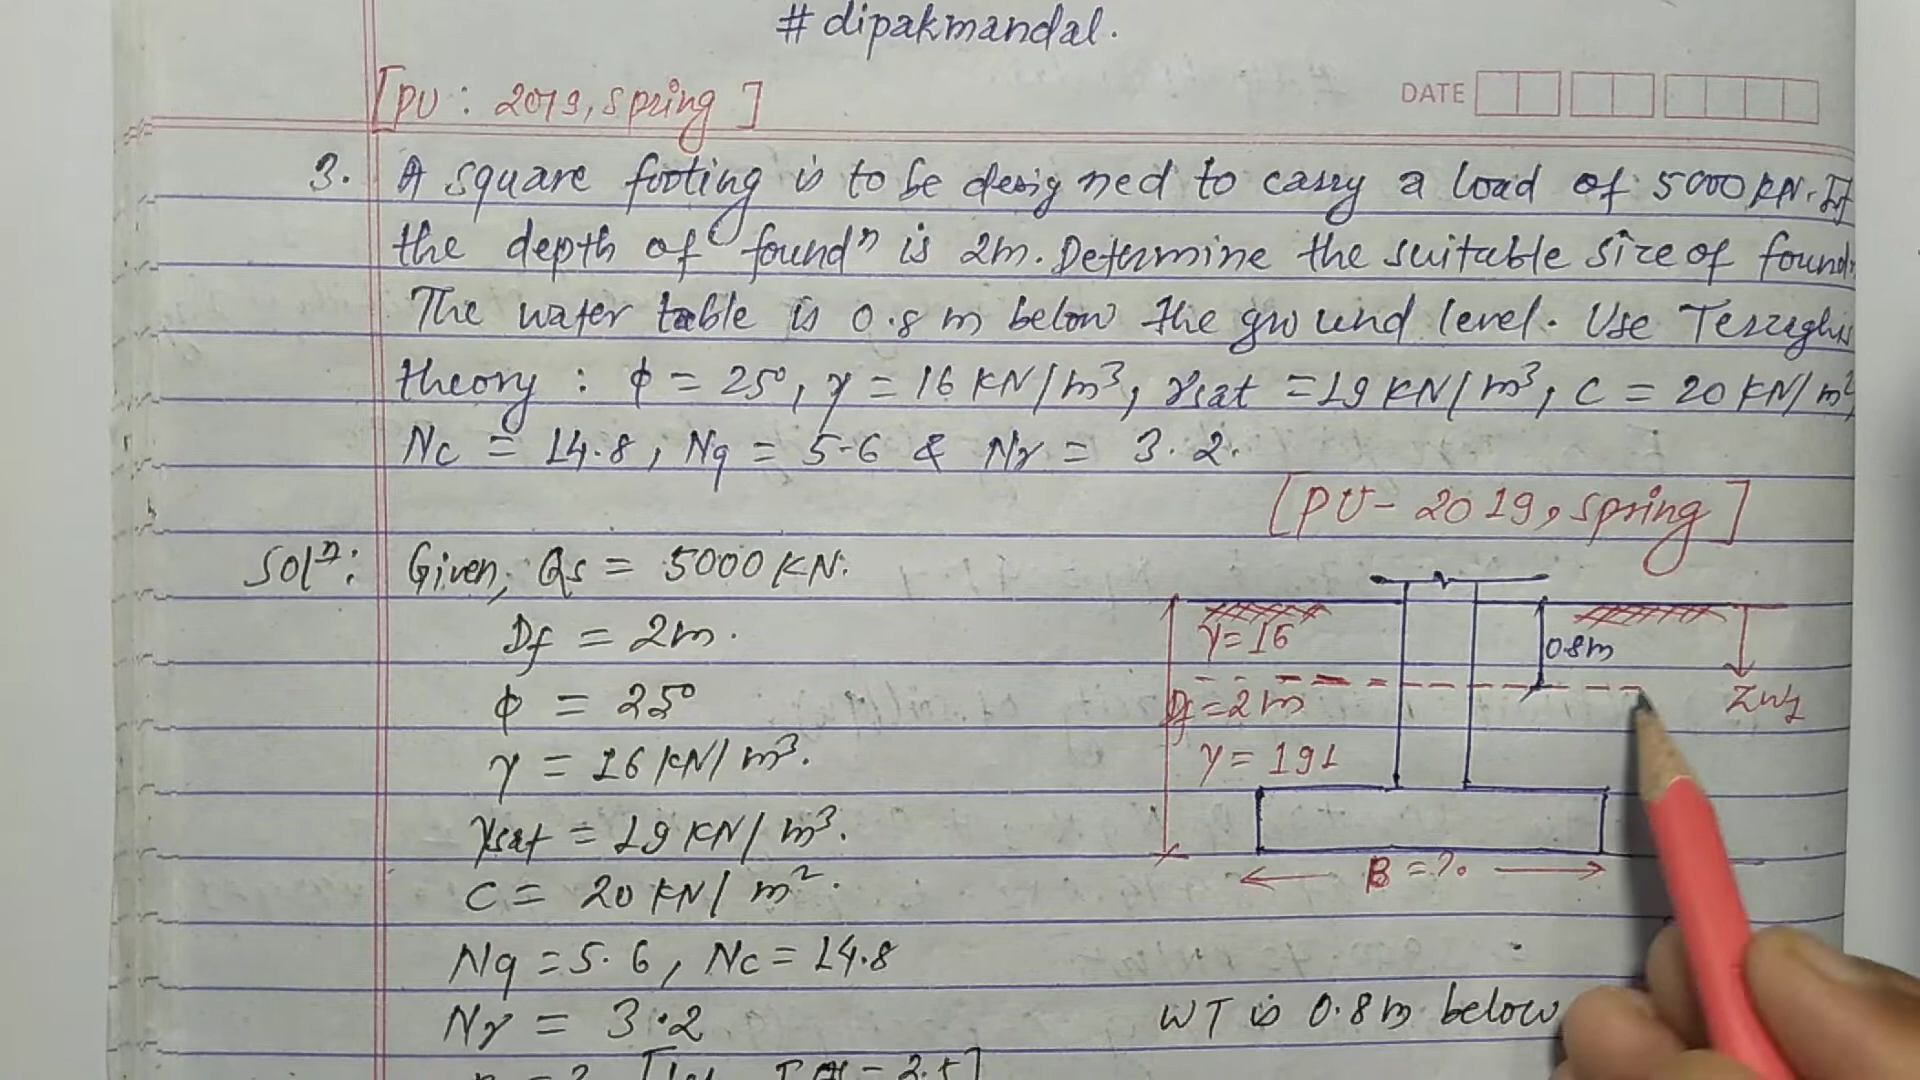 #dipakmandal.
[PU: 2019, spring]
DATE
3. A square footing is to be designed to carry a load of 5000 KN. If
the depth of foundⁿ is 2m. Determine the suitable size of found
The water table is 0.8 m below the ground level. Use Terzaghis
theory : φ = 25°, γ = 16 KN/m³, γsat = 19 KN/m³, C = 20 KN/m²,
Nc = 14.8, Nq = 5.6 & Nγ = 3.2.
[PU- 2019, spring]
Solⁿ: Given, Qs = 5000 KN.
Df = 2m.
φ = 25°
γ = 16 KN/m³.
γsat = 19 KN/m³.
C = 20 KN/m².
Nq = 5.6, Nc = 14.8
Nγ = 3.2
γ = 16
0.8m
Zw1
Df = 2m
γ = 191
B = ?.
WT is 0.8m below